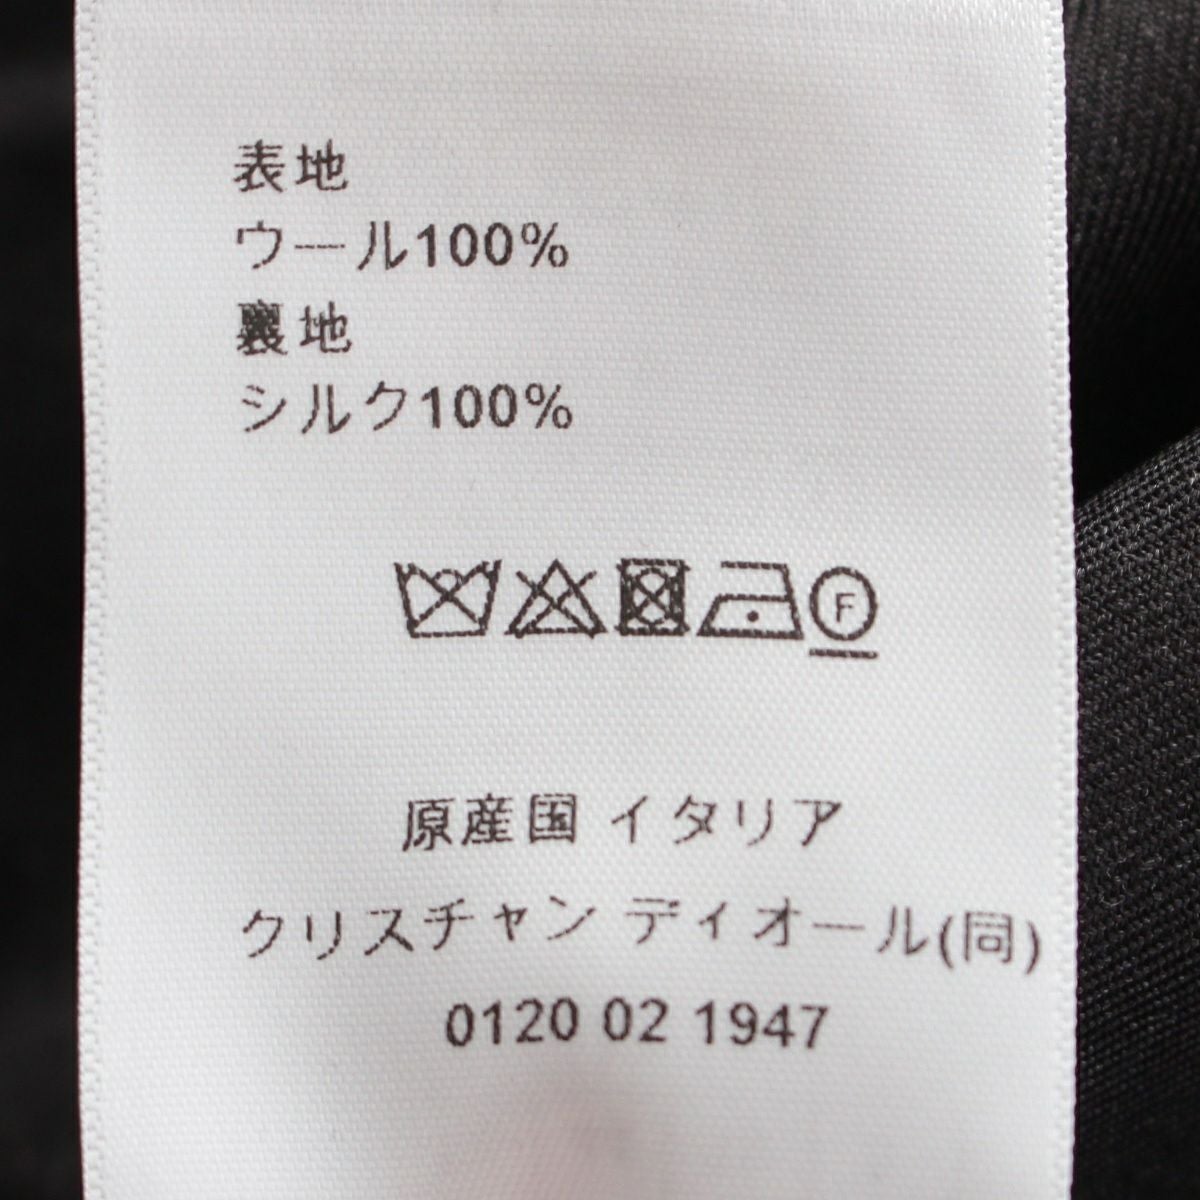 表地
ウール100%
裏地
シルク100%
F
原産国 イタリア
クリスチャン ディオール(同)
0120 02 1947